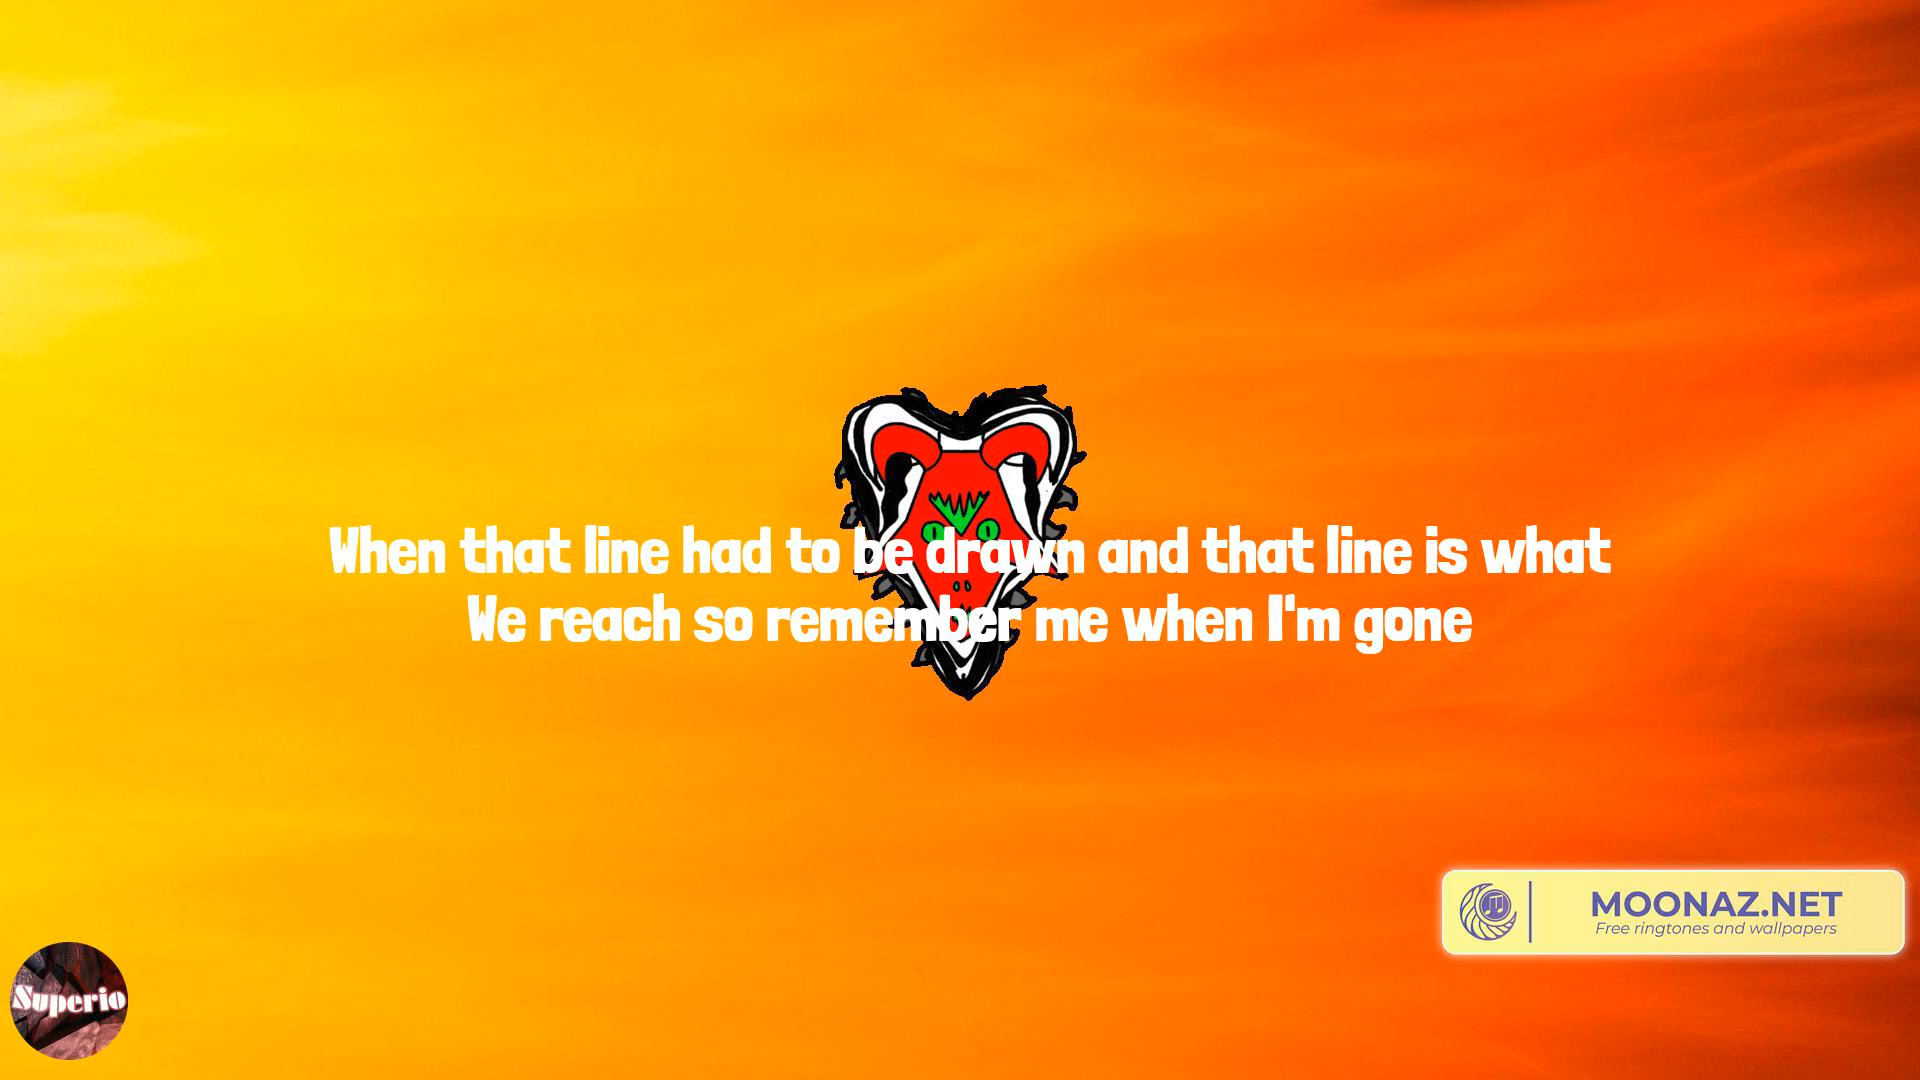 When that line had to be drawn and that line is what
We reach so remember me when I'm gone
MOONAZ.NET
Free ringtones and wallpapers
Superio